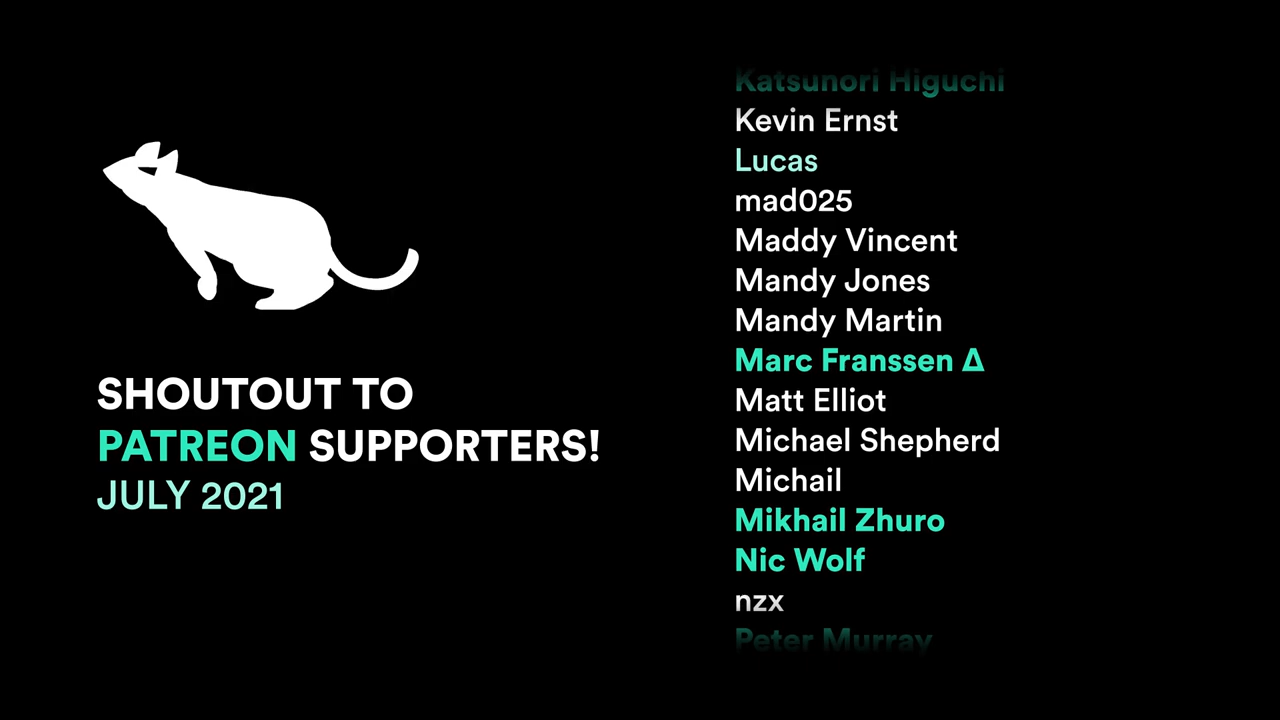 SHOUTOUT TO
PATREON SUPPORTERS!
JULY 2021
Katsunori Higuchi
Kevin Ernst
Lucas
mad025
Maddy Vincent
Mandy Jones
Mandy Martin
Marc Franssen Δ
Matt Elliot
Michael Shepherd
Michail
Mikhail Zhuro
Nic Wolf
nzx
Peter Murray